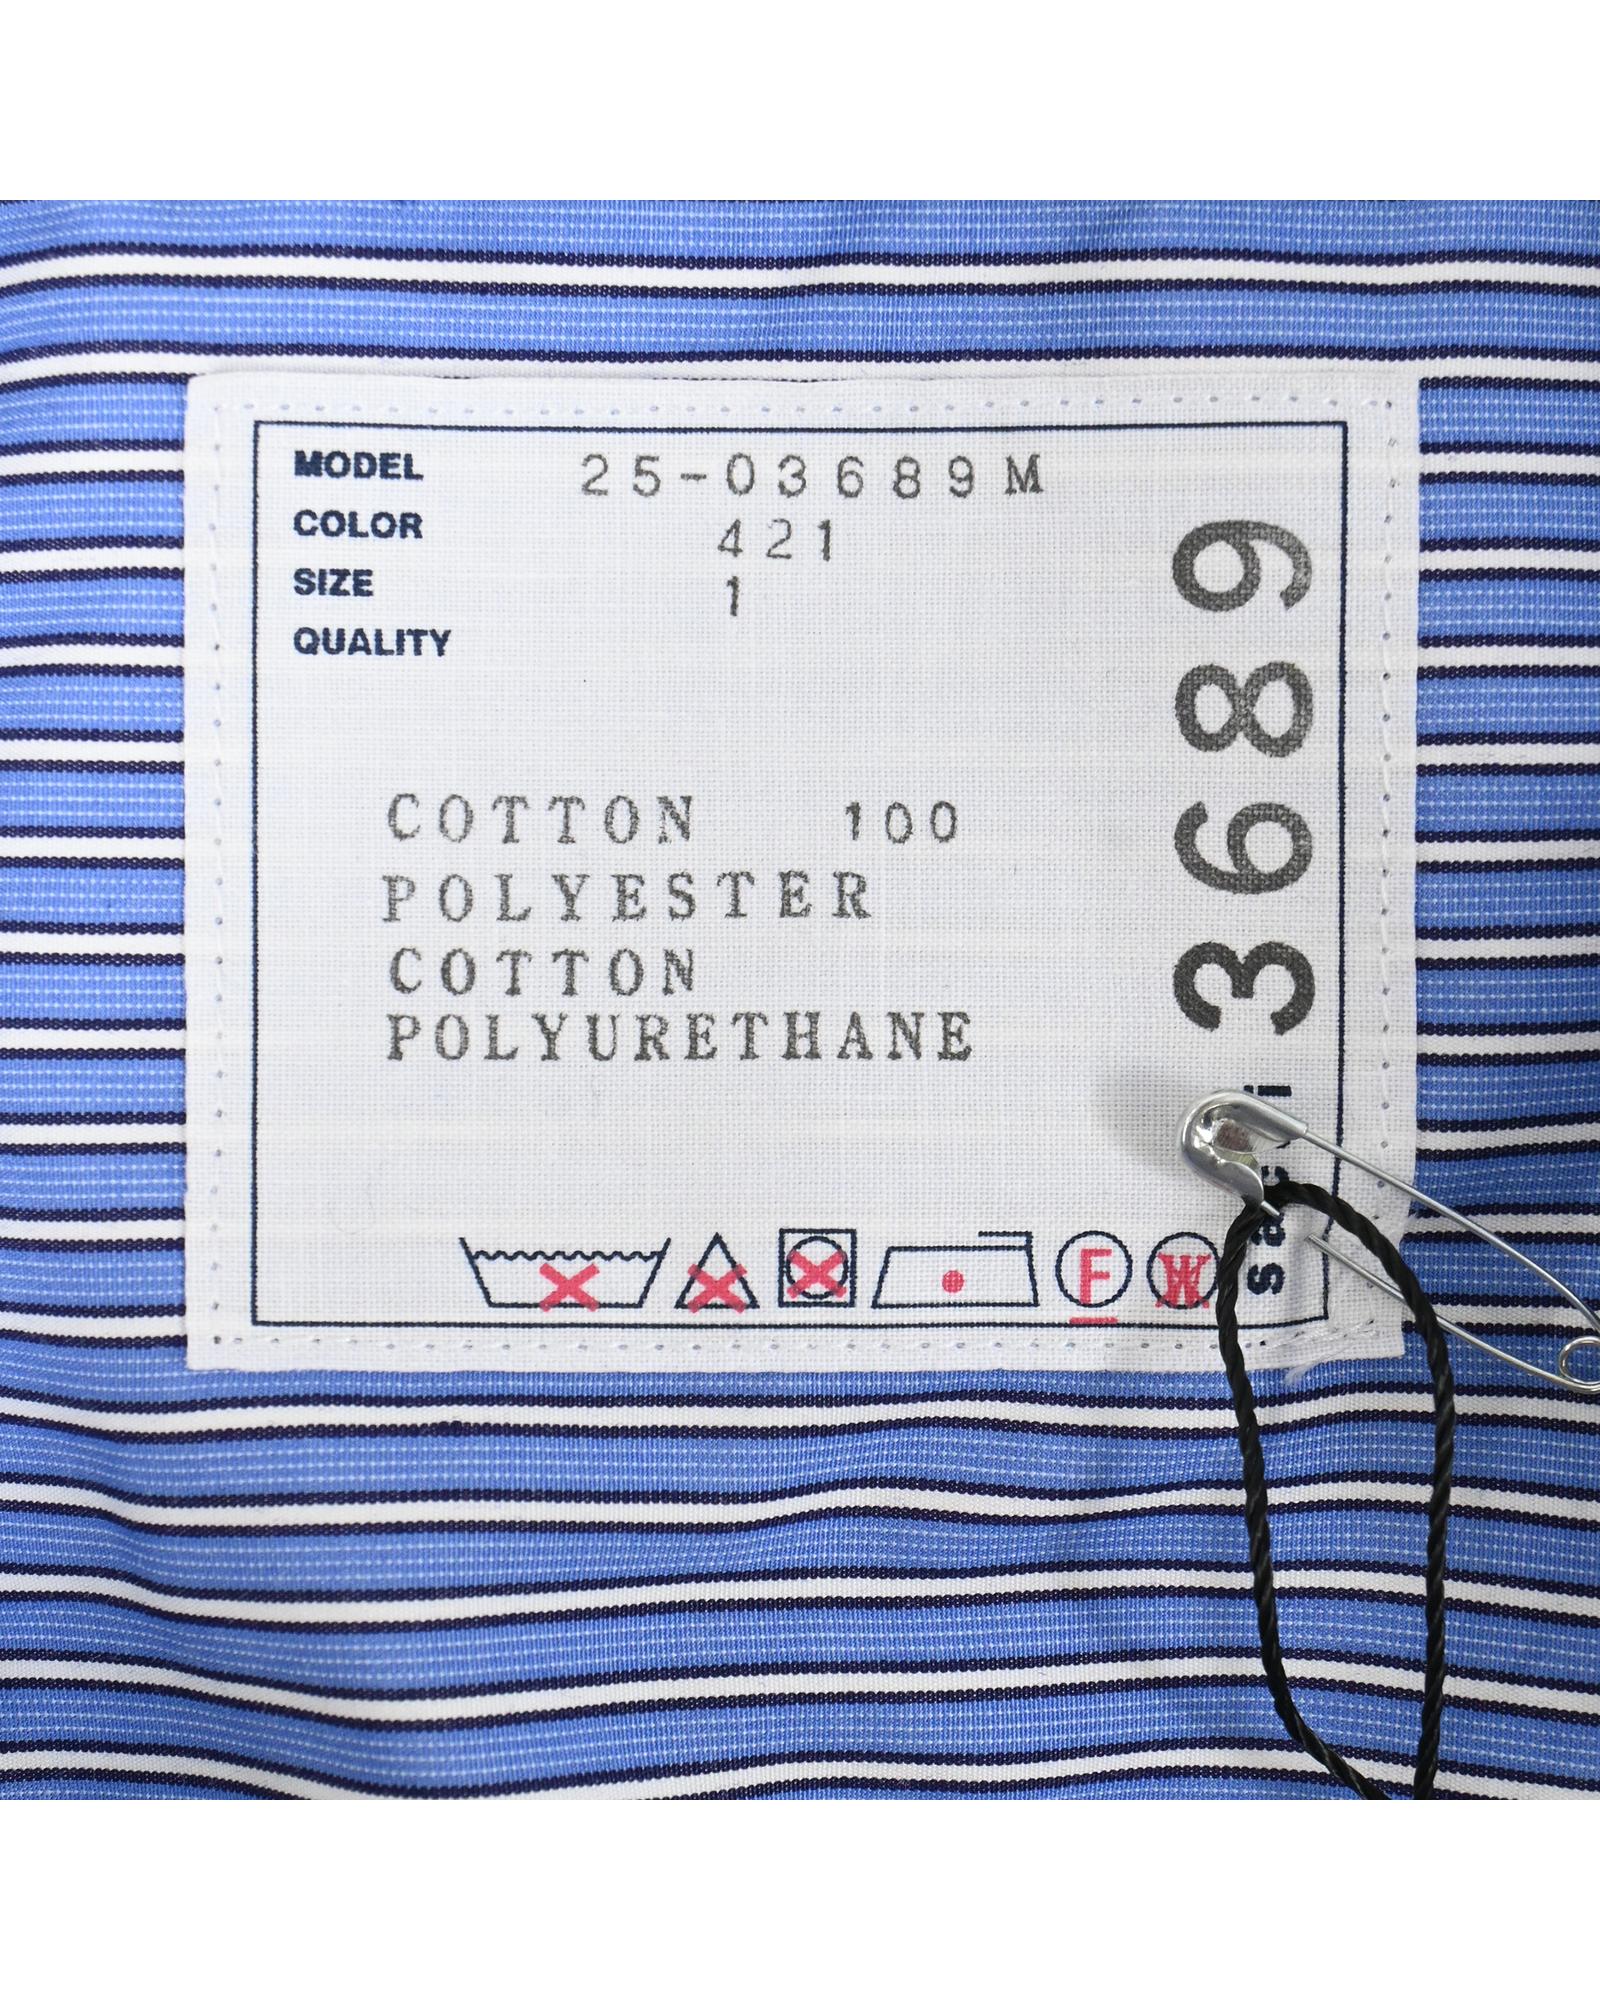 MODEL 25-03689M
COLOR 421
SIZE 1
QUALITY
COTTON 100
POLYESTER
COTTON
POLYURETHANE
3689
F
W